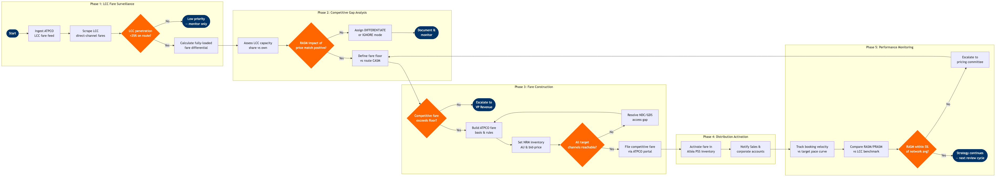 Phase 1: LCC Fare Surveillance
Start
Ingest ATPCO
LCC fare feed
Scrape LCC
direct-channel fares
LCC penetration
>25% on route?
No
Low priority
— monitor only
Yes
Calculate fully-loaded
fare differential
Phase 2: Competitive Gap Analysis
Assess LCC capacity
share vs own
RASM impact of
price match positive?
No
Assign DIFFERENTIATE
or IGNORE mode
Document &
monitor
Yes
Define fare floor
vs route CASM
Phase 3: Fare Construction
Competitive fare
exceeds floor?
No
Escalate to
VP Revenue
Yes
Build ATPCO fare
basis & rules
Set NRM inventory
AU & bid-price
All target
channels reachable?
No
Resolve NDC/GDS
access gap
Yes
File competitive fare
via ATPCO portal
Phase 4: Distribution Activation
Activate fare in
Altéa PSS inventory
Notify Sales &
corporate accounts
Phase 5: Performance Monitoring
Track booking velocity
vs target pace curve
Compare RASM/PRASM
vs LCC benchmark
RASM within 5%
of network avg?
No
Escalate to
pricing committee
Yes
Strategy continues
— next review cycle